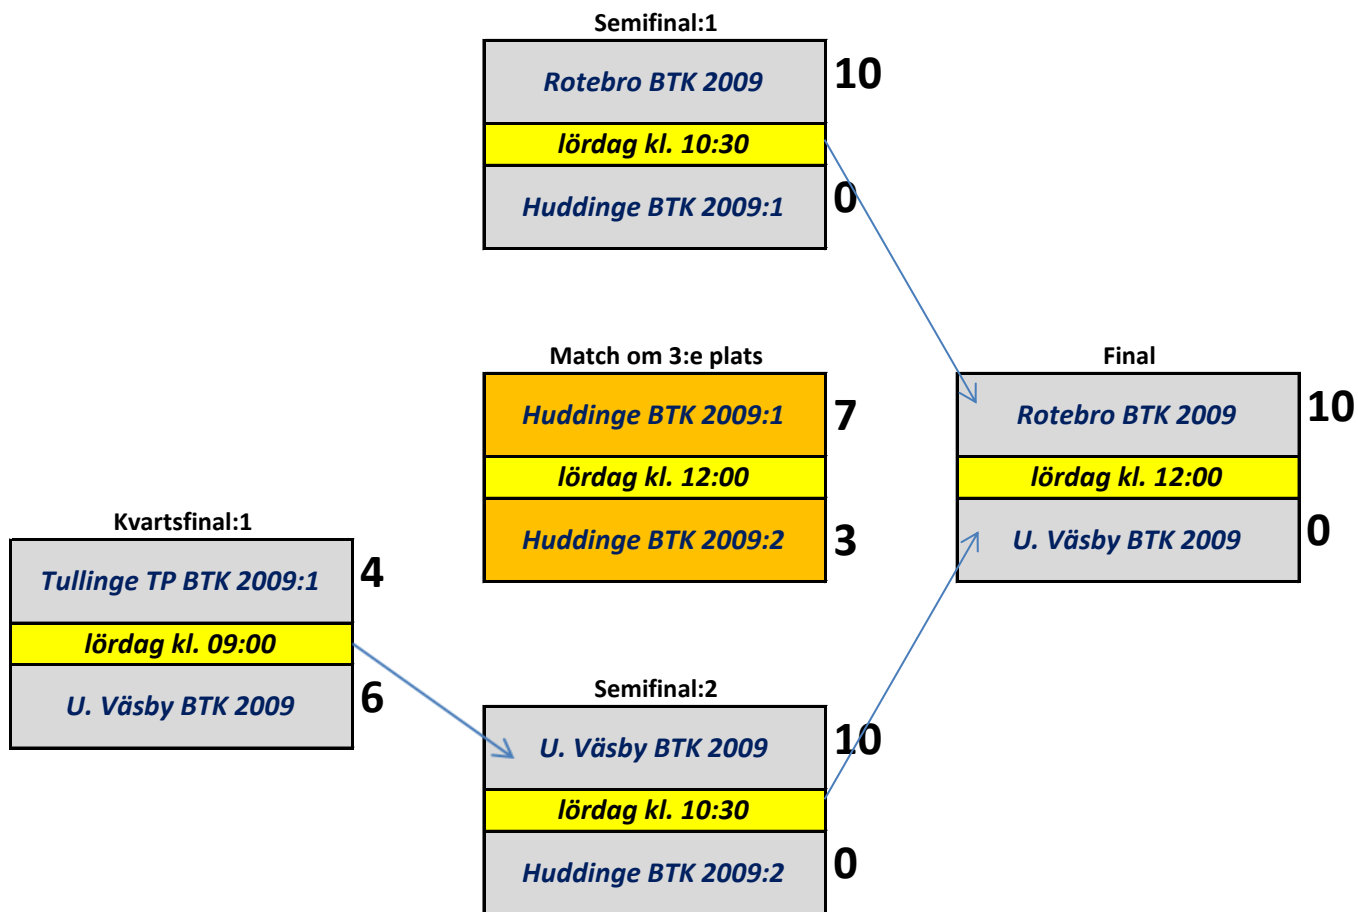 Semifinal:1
Rotebro BTK 2009 10
lördag kl. 10:30
Huddinge BTK 2009:1 0
Match om 3:e plats
Huddinge BTK 2009:1 7
lördag kl. 12:00
Huddinge BTK 2009:2 3
Final
Rotebro BTK 2009 10
lördag kl. 12:00
U. Väsby BTK 2009 0
Kvartsfinal:1
Tullinge TP BTK 2009:1 4
lördag kl. 09:00
U. Väsby BTK 2009 6
Semifinal:2
U. Väsby BTK 2009 10
lördag kl. 10:30
Huddinge BTK 2009:2 0